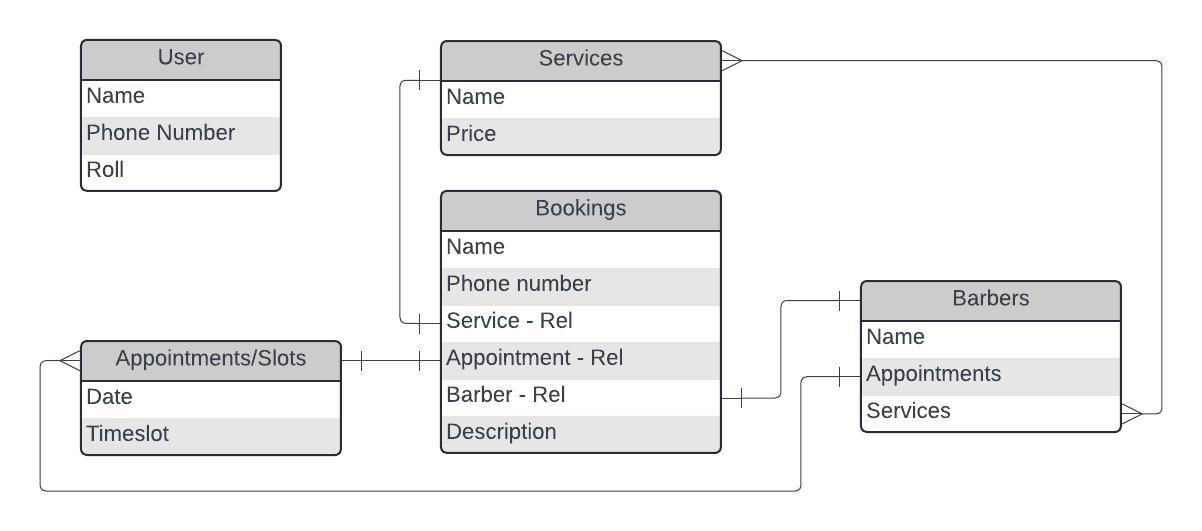 User
Name
Phone Number
Roll
Services
Name
Price
Bookings
Name
Phone number
Service - Rel
Appointment - Rel
Barber - Rel
Description
Appointments/Slots
Date
Timeslot
Barbers
Name
Appointments
Services